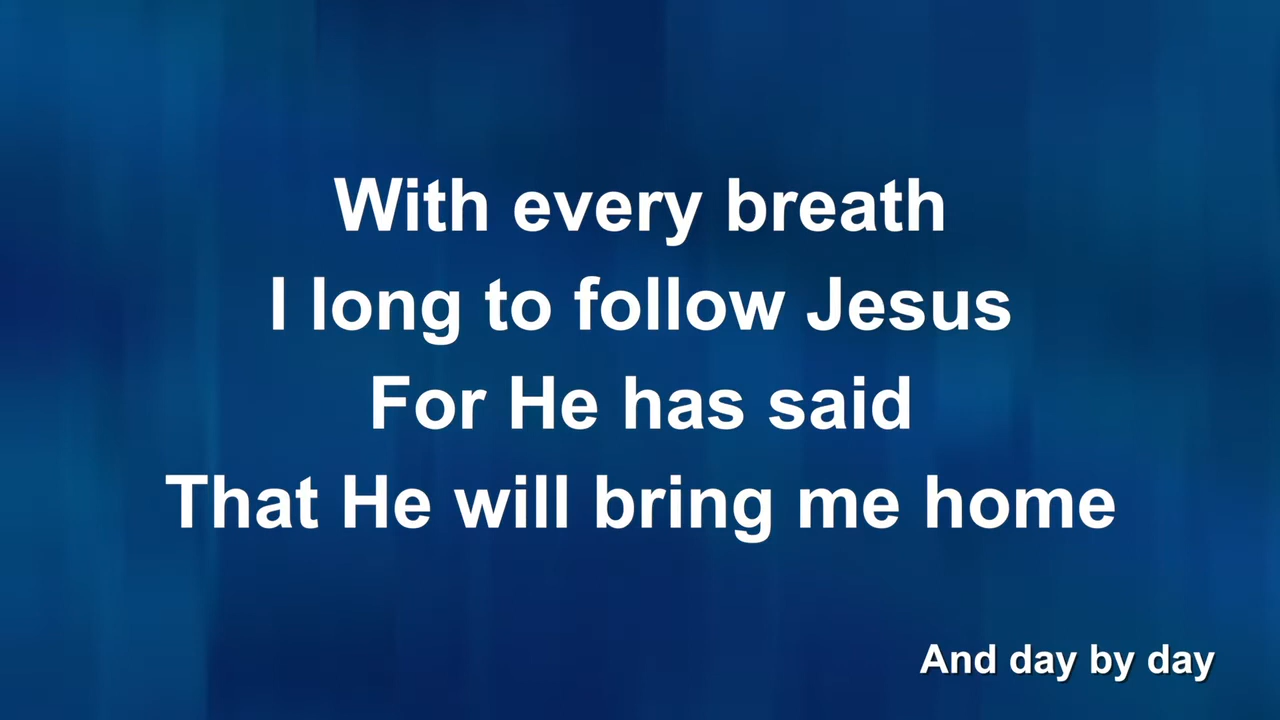 With every breath
I long to follow Jesus
For He has said
That He will bring me home
And day by day